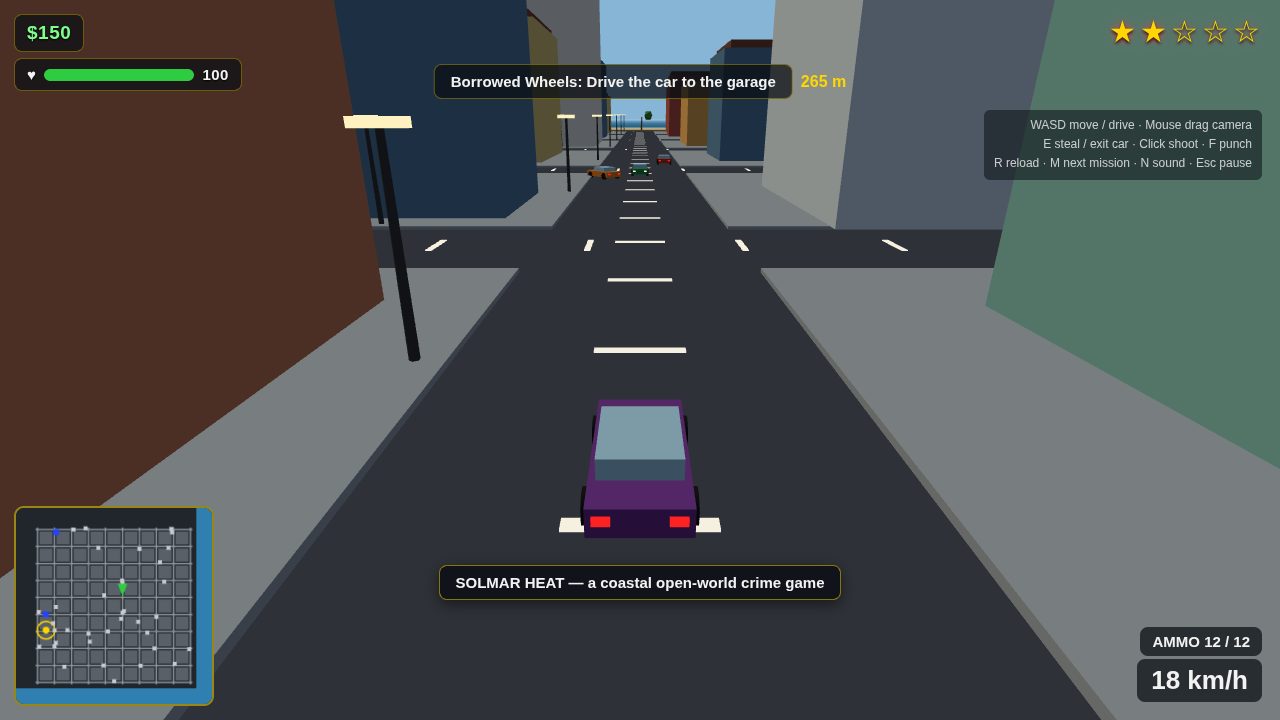 $150
♥ 100
Borrowed Wheels: Drive the car to the garage 265 m
★★☆☆☆
WASD move / drive · Mouse drag camera
E steal / exit car · Click shoot · F punch
R reload · M next mission · N sound · Esc pause
SOLMAR HEAT — a coastal open-world crime game
AMMO 12 / 12
18 km/h